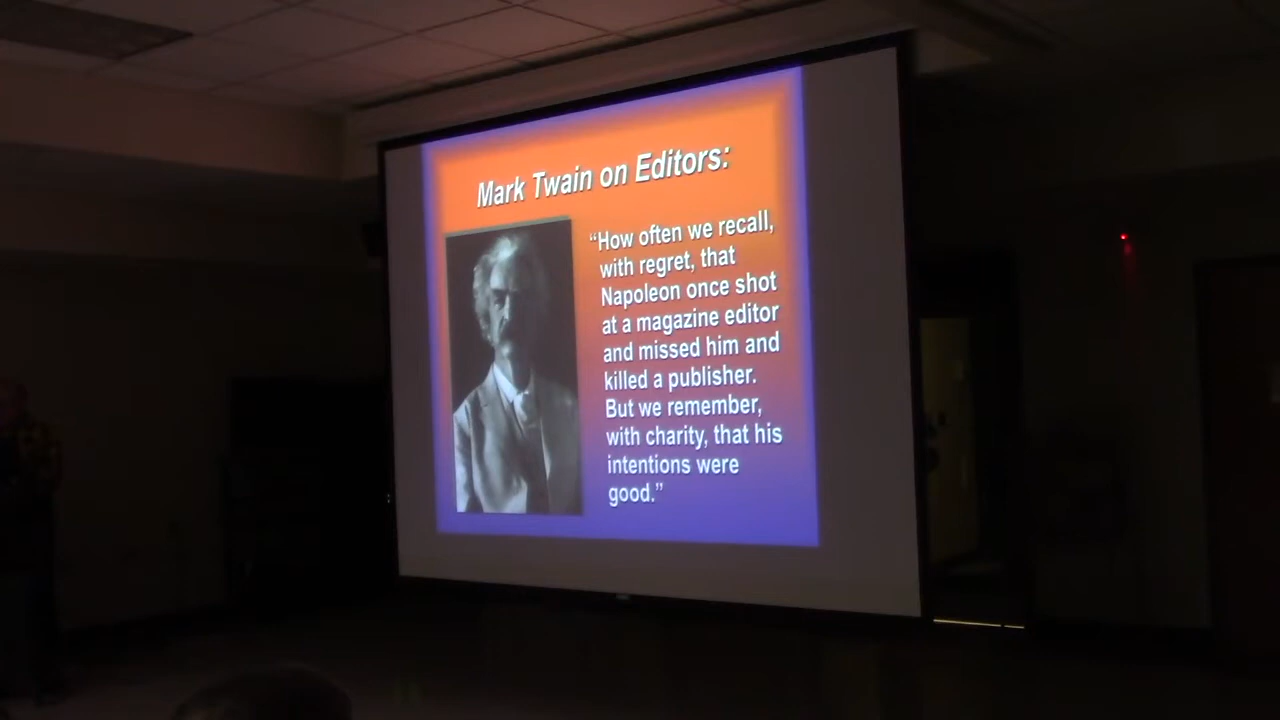 Mark Twain on Editors:
“How often we recall,
with regret, that
Napoleon once shot
at a magazine editor
and missed him and
killed a publisher.
But we remember,
with charity, that his
intentions were
good.”